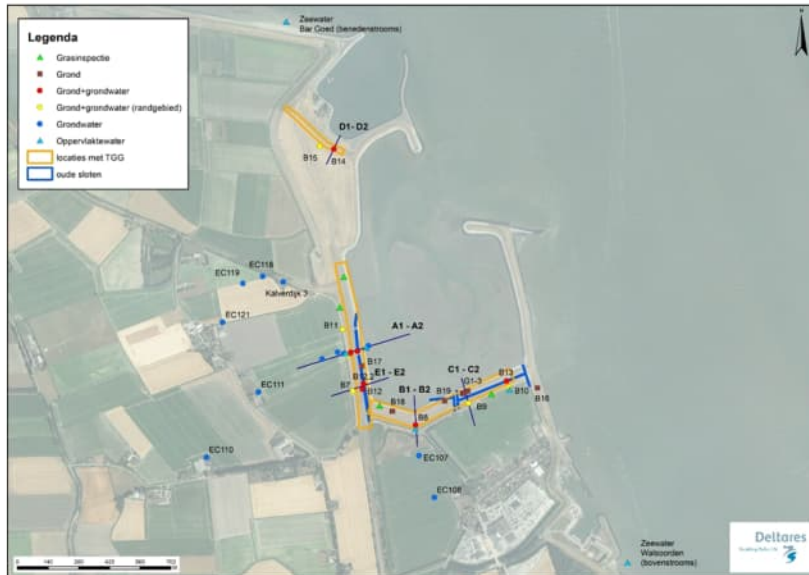 Zeewater
Bar Goed (benedenstrooms)
Legenda
Grasinspectie
Grond
Grond+grondwater
Grond+grondwater (randgebied)
Grondwater
Oppervlaktewater
locaties met TGG
oude sloten
D1 - D2
B15
B14
EC118
EC119
Kalverdijk 3
EC121
B11
A1 - A2
B17
E1 - E2
C1 - C2
B13
EC111
B7
B12
B1 - B2
B19
G1-3
B10
B16
B18
B9
EC110
EC107
EC108
Zeewater
Walsoorden
(bovenstrooms)
Deltares